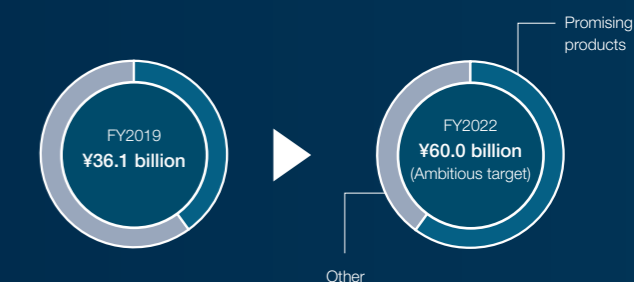 Promising
products
FY2019
¥36.1 billion
FY2022
¥60.0 billion
(Ambitious target)
Other